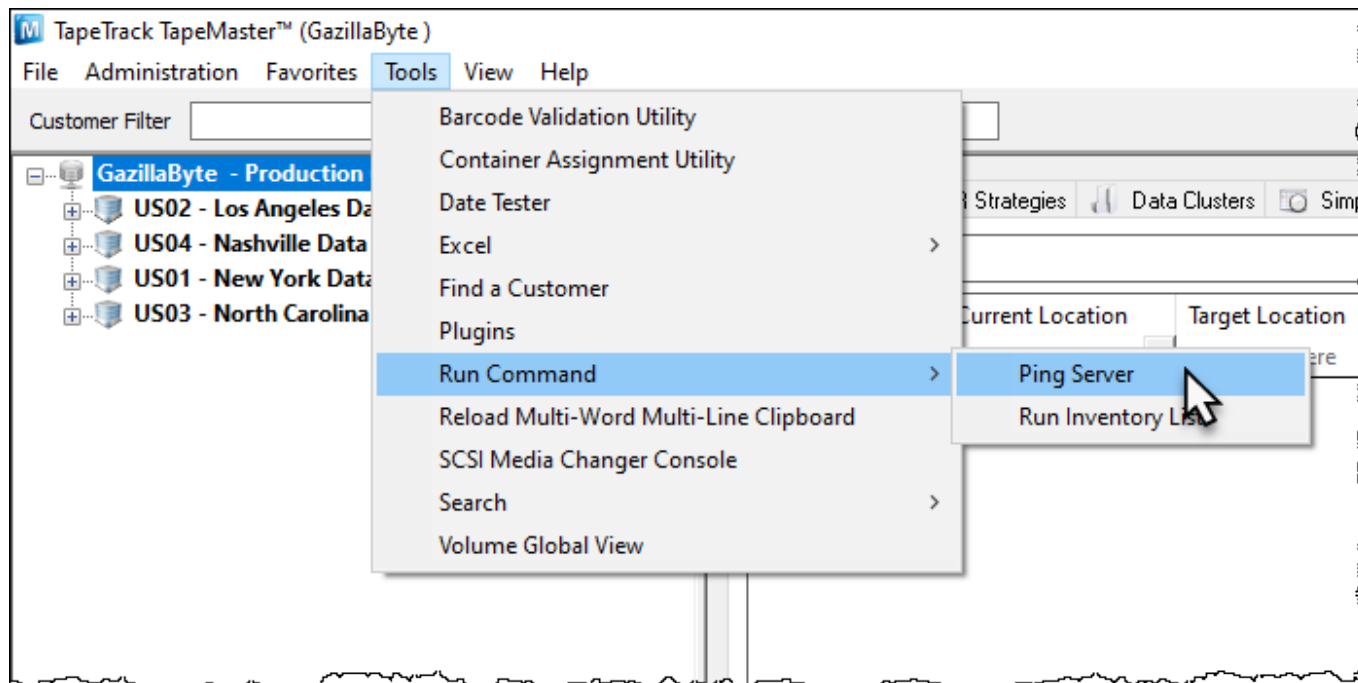 TapeTrack TapeMaster™ (GazillaByte )
File Administration Favorites Tools View Help
Customer Filter
GazillaByte - Production
US02 - Los Angeles Da
US04 - Nashville Data
US01 - New York Data
US03 - North Carolina
Barcode Validation Utility
Container Assignment Utility
Date Tester
Excel
Find a Customer
Plugins
Run Command
Reload Multi-Word Multi-Line Clipboard
SCSI Media Changer Console
Search
Volume Global View
Ping Server
Run Inventory List
Strategies Data Clusters Simp
Current Location Target Location
ere